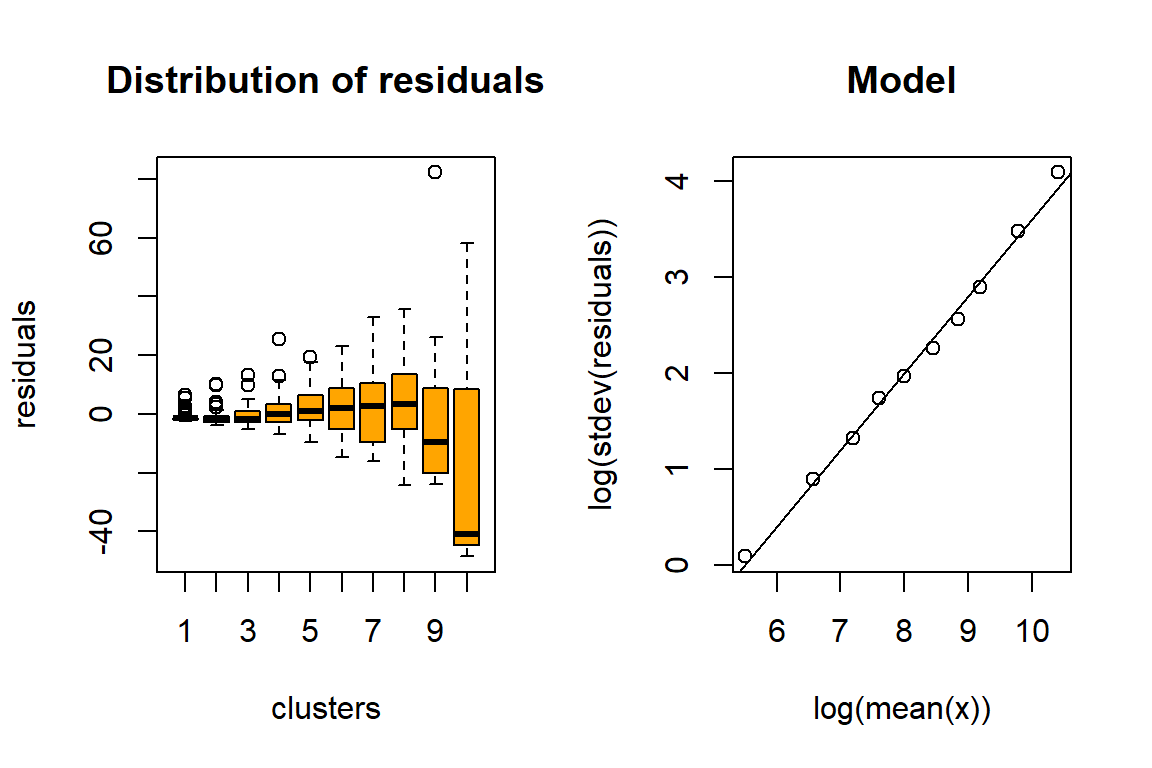 Distribution of residuals
residuals
60
20
0
-40
1 3 5 7 9
clusters
Model
log(stdev(residuals))
4
3
2
1
0
6 7 8 9 10
log(mean(x))